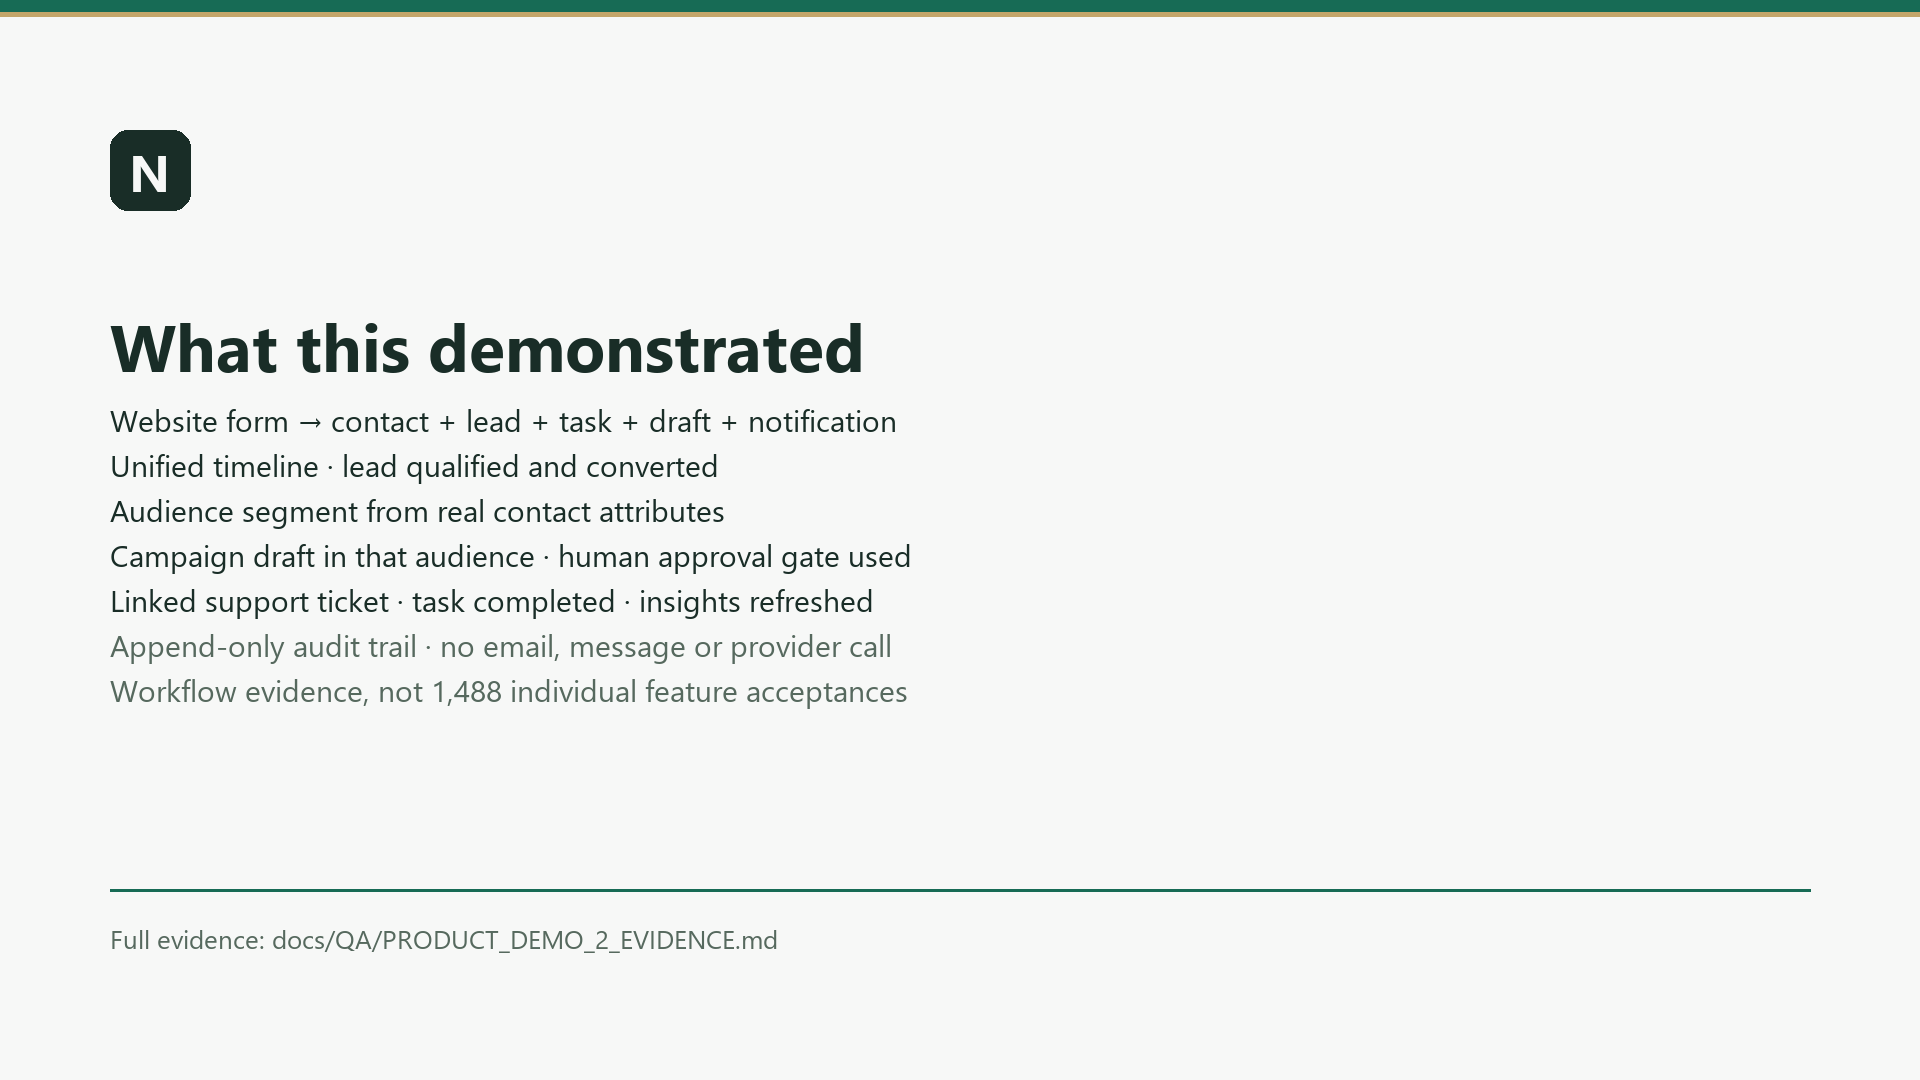 N
What this demonstrated
Website form → contact + lead + task + draft + notification
Unified timeline · lead qualified and converted
Audience segment from real contact attributes
Campaign draft in that audience · human approval gate used
Linked support ticket · task completed · insights refreshed
Append-only audit trail · no email, message or provider call
Workflow evidence, not 1,488 individual feature acceptances
Full evidence: docs/QA/PRODUCT_DEMO_2_EVIDENCE.md